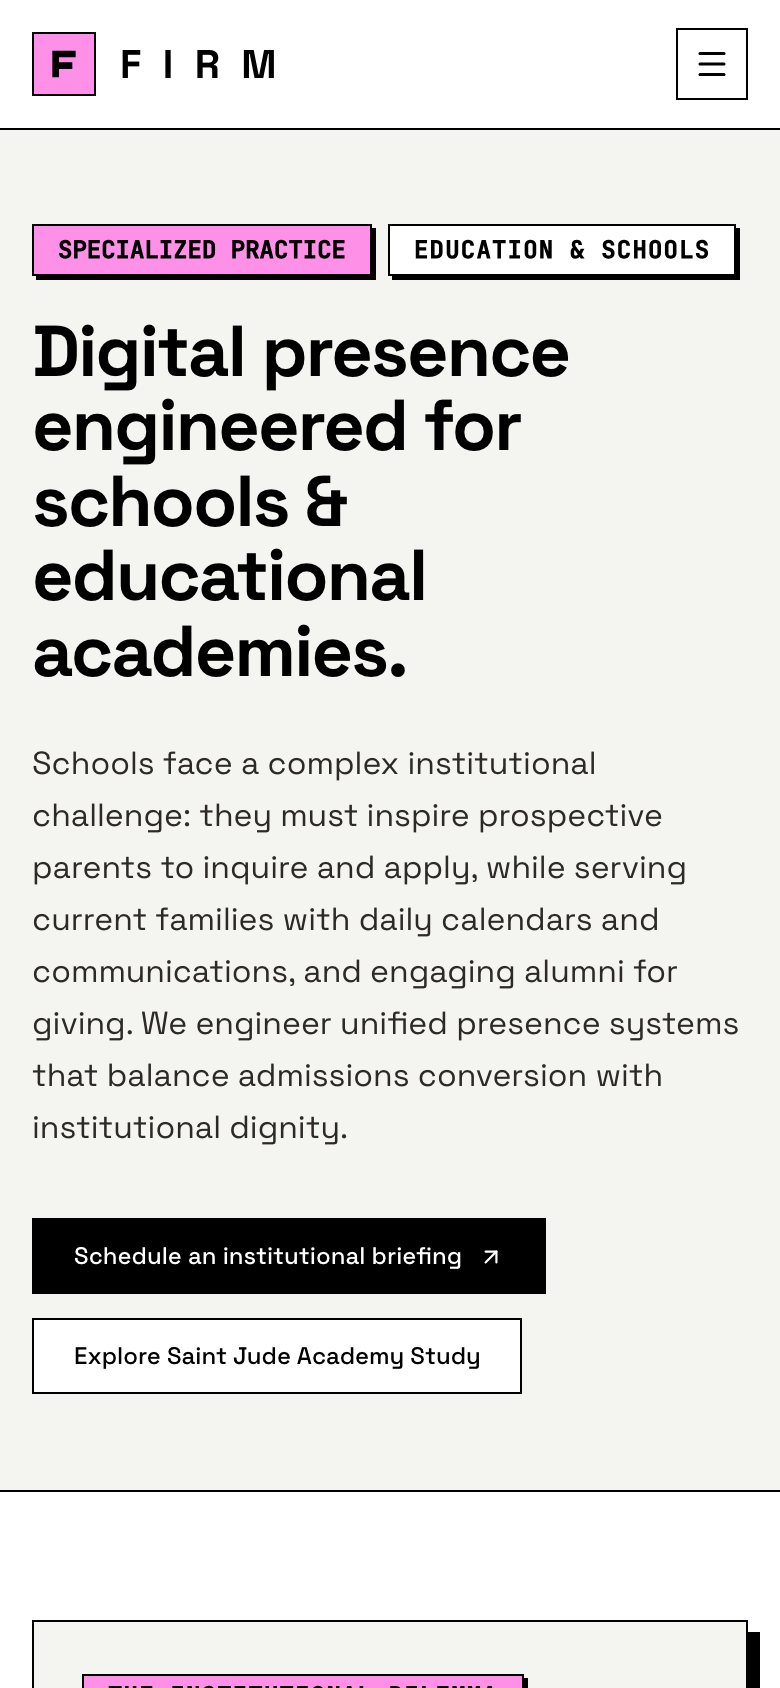 F FIRM
SPECIALIZED PRACTICE EDUCATION & SCHOOLS
Digital presence
engineered for
schools &
educational
academies.
Schools face a complex institutional
challenge: they must inspire prospective
parents to inquire and apply, while serving
current families with daily calendars and
communications, and engaging alumni for
giving. We engineer unified presence systems
that balance admissions conversion with
institutional dignity.
Schedule an institutional briefing
Explore Saint Jude Academy Study
THE INSTITUTIONAL DILEMMA